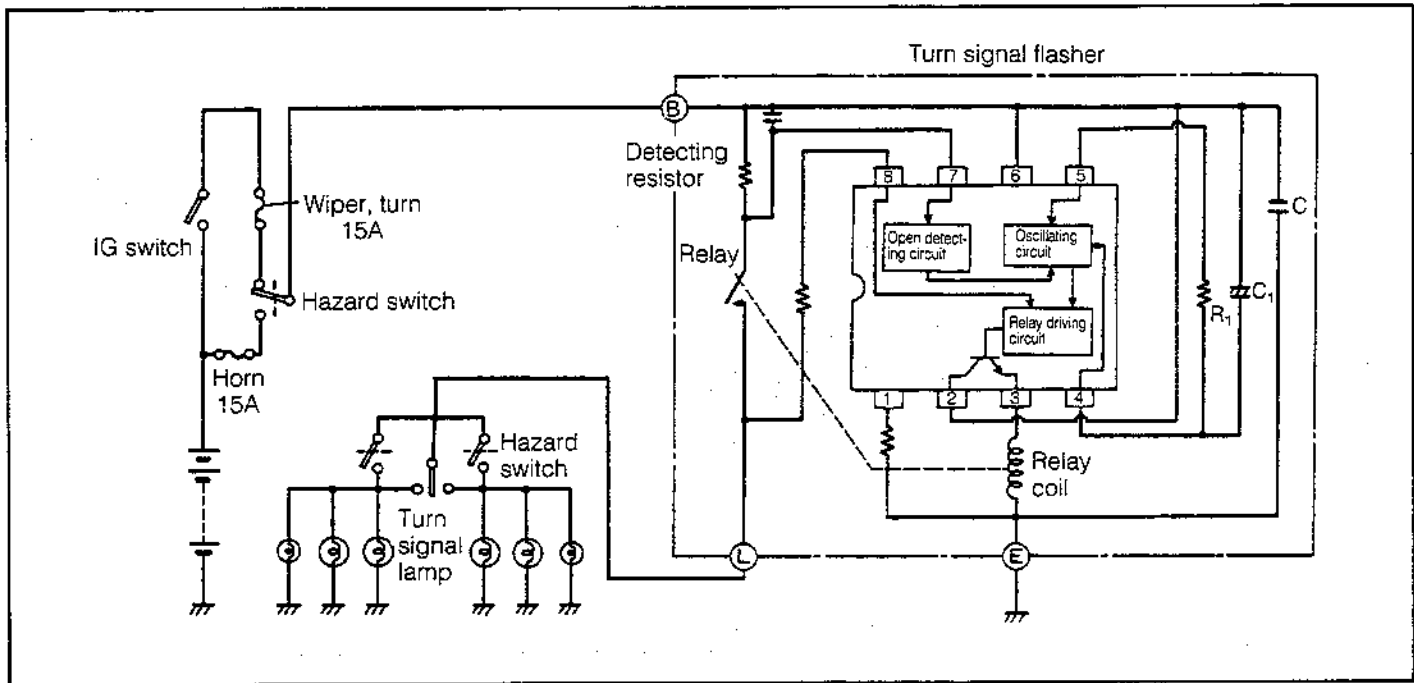 Turn signal flasher
B
Detecting
resistor
8
7
6
5
Wiper, turn
15A
IG switch
Hazard switch
Relay
Open detect-
ing circuit
Oscillating
circuit
Relay driving
circuit
C
C1
R1
Horn
15A
1
2
3
4
Hazard
switch
Relay
coil
Turn
signal
lamp
L
E